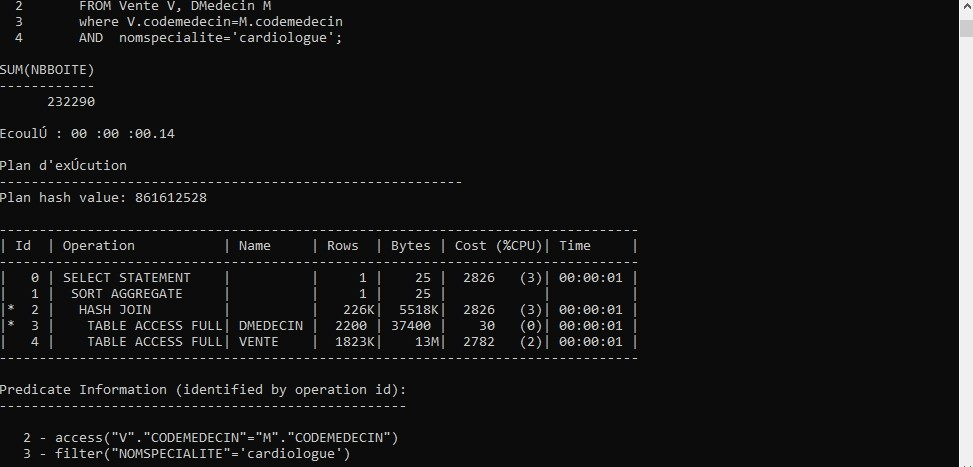 2       FROM Vente V, DMedecin M
  3       where V.codemedecin=M.codemedecin
  4       AND  nomspecialite='cardiologue';
SUM(NBBOITE)
------------
      232290
EcoulÚ : 00 :00 :00.14
Plan d'exÚcution
----------------------------------------------------------
Plan hash value: 861612528
--------------------------------------------------------------------------------
| Id  | Operation           | Name     | Rows  | Bytes | Cost (%CPU)| Time     |
--------------------------------------------------------------------------------
|   0 | SELECT STATEMENT    |          |     1 |    25 |  2826   (3)| 00:00:01 |
|   1 |  SORT AGGREGATE     |          |     1 |    25 |            |          |
|*  2 |   HASH JOIN         |          |   226K|  5518K|  2826   (3)| 00:00:01 |
|*  3 |    TABLE ACCESS FULL| DMEDECIN |  2200 | 37400 |    30   (0)| 00:00:01 |
|   4 |    TABLE ACCESS FULL| VENTE    |  1823K|    13M|  2782   (2)| 00:00:01 |
--------------------------------------------------------------------------------
Predicate Information (identified by operation id):
---------------------------------------------------
   2 - access("V"."CODEMEDECIN"="M"."CODEMEDECIN")
   3 - filter("NOMSPECIALITE"='cardiologue')